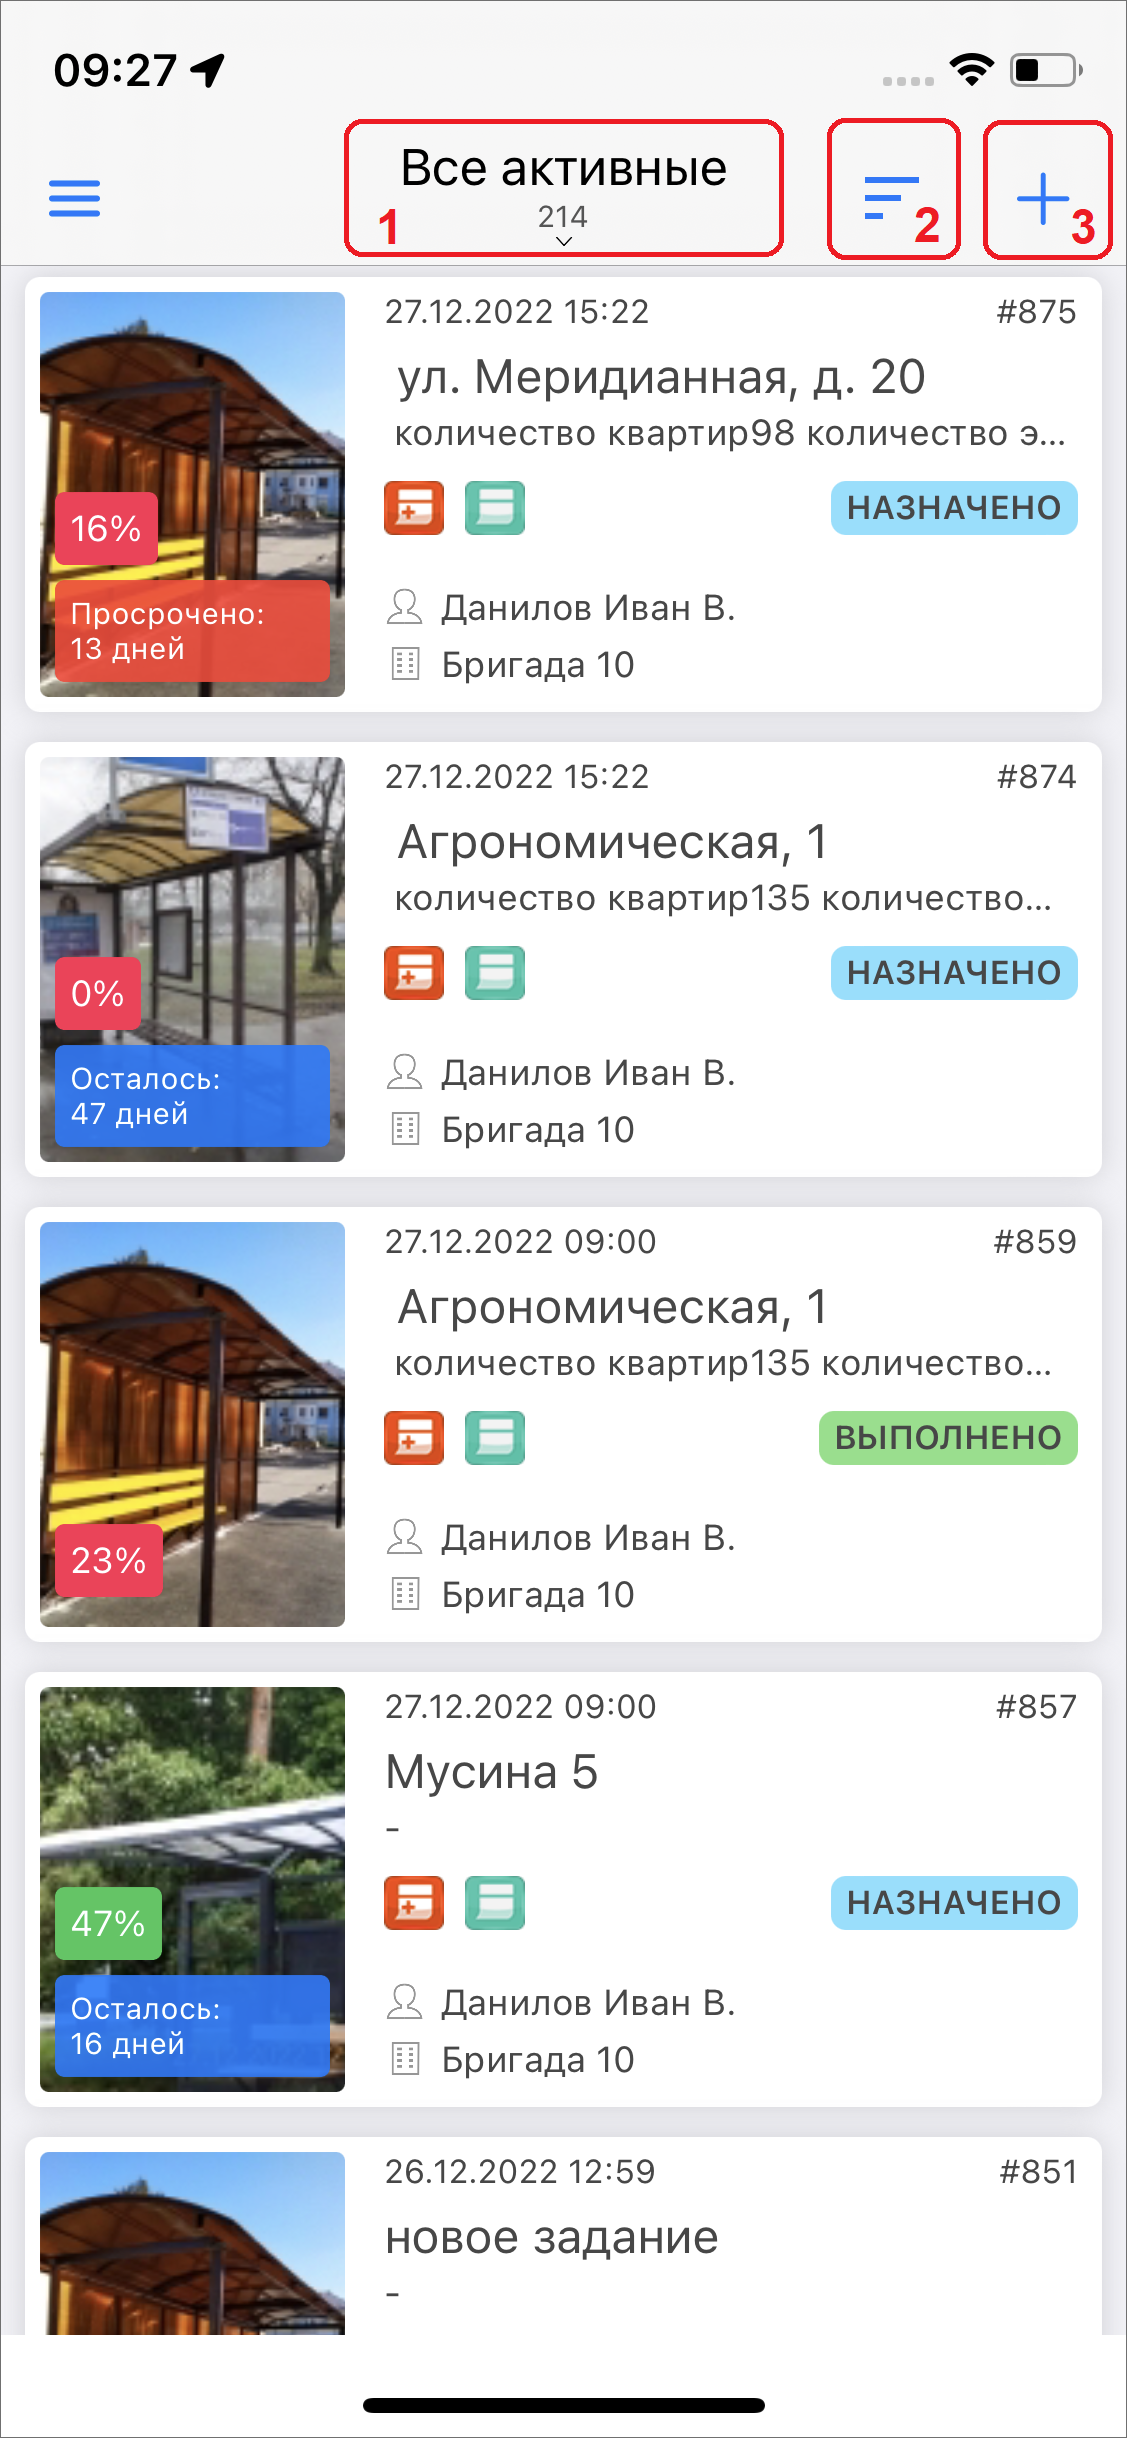 09:27
Все активные
214
1
2
3
27.12.2022 15:22
#875
ул. Меридианная, д. 20
количество квартир98 количество э...
16%
НАЗНАЧЕНО
Просрочено:
13 дней
Данилов Иван В.
Бригада 10
27.12.2022 15:22
#874
Агрономическая, 1
количество квартир135 количество...
0%
НАЗНАЧЕНО
Осталось:
47 дней
Данилов Иван В.
Бригада 10
27.12.2022 09:00
#859
Агрономическая, 1
количество квартир135 количество...
ВЫПОЛНЕНО
23%
Данилов Иван В.
Бригада 10
27.12.2022 09:00
#857
Мусина 5
-
47%
НАЗНАЧЕНО
Осталось:
16 дней
Данилов Иван В.
Бригада 10
26.12.2022 12:59
#851
новое задание
-